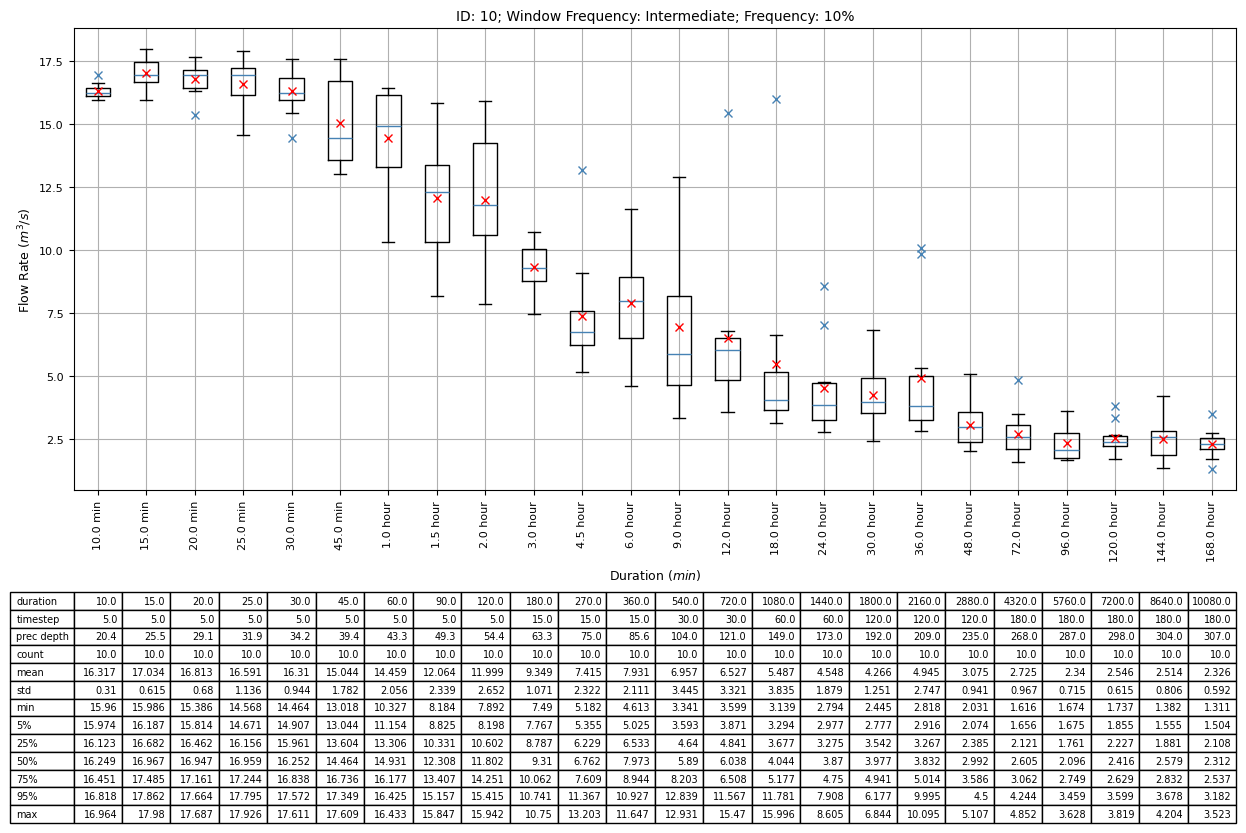 ID: 10; Window Frequency: Intermediate; Frequency: 10%
17.5
15.0
12.5
10.0
7.5
5.0
2.5
Flow Rate (m³/s)
10.0 min 15.0 min 20.0 min 25.0 min 30.0 min 45.0 min 1.0 hour 1.5 hour 2.0 hour 3.0 hour 4.5 hour 6.0 hour 9.0 hour 12.0 hour 18.0 hour 24.0 hour 30.0 hour 36.0 hour 48.0 hour 72.0 hour 96.0 hour 120.0 hour 144.0 hour 168.0 hour
Duration (min)
duration 10.0 15.0 20.0 25.0 30.0 45.0 60.0 90.0 120.0 180.0 270.0 360.0 540.0 720.0 1080.0 1440.0 1800.0 2160.0 2880.0 4320.0 5760.0 7200.0 8640.0 10080.0
timestep 5.0 5.0 5.0 5.0 5.0 5.0 5.0 5.0 5.0 15.0 15.0 15.0 30.0 30.0 60.0 60.0 120.0 120.0 120.0 180.0 180.0 180.0 180.0 180.0
prec depth 20.4 25.5 29.1 31.9 34.2 39.4 43.3 49.3 54.4 63.3 75.0 85.6 104.0 121.0 149.0 173.0 192.0 209.0 235.0 268.0 287.0 298.0 304.0 307.0
count 10.0 10.0 10.0 10.0 10.0 10.0 10.0 10.0 10.0 10.0 10.0 10.0 10.0 10.0 10.0 10.0 10.0 10.0 10.0 10.0 10.0 10.0 10.0 10.0
mean 16.317 17.034 16.813 16.591 16.31 15.044 14.459 12.064 11.999 9.349 7.415 7.931 6.957 6.527 5.487 4.548 4.266 4.945 3.075 2.725 2.34 2.546 2.514 2.326
std 0.31 0.615 0.68 1.136 0.944 1.782 2.056 2.339 2.652 1.071 2.322 2.111 3.445 3.321 3.835 1.879 1.251 2.747 0.941 0.967 0.715 0.615 0.806 0.592
min 15.96 15.986 15.386 14.568 14.464 13.018 10.327 8.184 7.892 7.49 5.182 4.613 3.341 3.599 3.139 2.794 2.445 2.818 2.031 1.616 1.674 1.737 1.382 1.311
5% 15.974 16.187 15.814 14.671 14.907 13.044 11.154 8.825 8.198 7.767 5.355 5.025 3.593 3.871 3.294 2.977 2.777 2.916 2.074 1.656 1.675 1.855 1.555 1.504
25% 16.123 16.682 16.462 16.156 15.961 13.604 13.306 10.331 10.602 8.787 6.229 6.533 4.64 4.841 3.677 3.275 3.542 3.267 2.385 2.121 1.761 2.227 1.881 2.108
50% 16.249 16.967 16.947 16.959 16.252 14.464 14.931 12.308 11.802 9.31 6.762 7.973 5.89 6.038 4.044 3.87 3.977 3.832 2.992 2.605 2.096 2.416 2.579 2.312
75% 16.451 17.485 17.161 17.244 16.838 16.736 16.177 13.407 14.251 10.062 7.609 8.944 8.203 6.508 5.177 4.75 4.941 5.014 3.586 3.062 2.749 2.629 2.832 2.537
95% 16.818 17.862 17.664 17.795 17.572 17.349 16.425 15.157 15.415 10.741 11.367 10.927 12.839 11.567 11.781 7.908 6.177 9.995 4.5 4.244 3.459 3.599 3.678 3.182
max 16.964 17.98 17.687 17.926 17.611 17.609 16.433 15.847 15.942 10.75 13.203 11.647 12.931 15.47 15.996 8.605 6.844 10.095 5.107 4.852 3.628 3.819 4.204 3.523